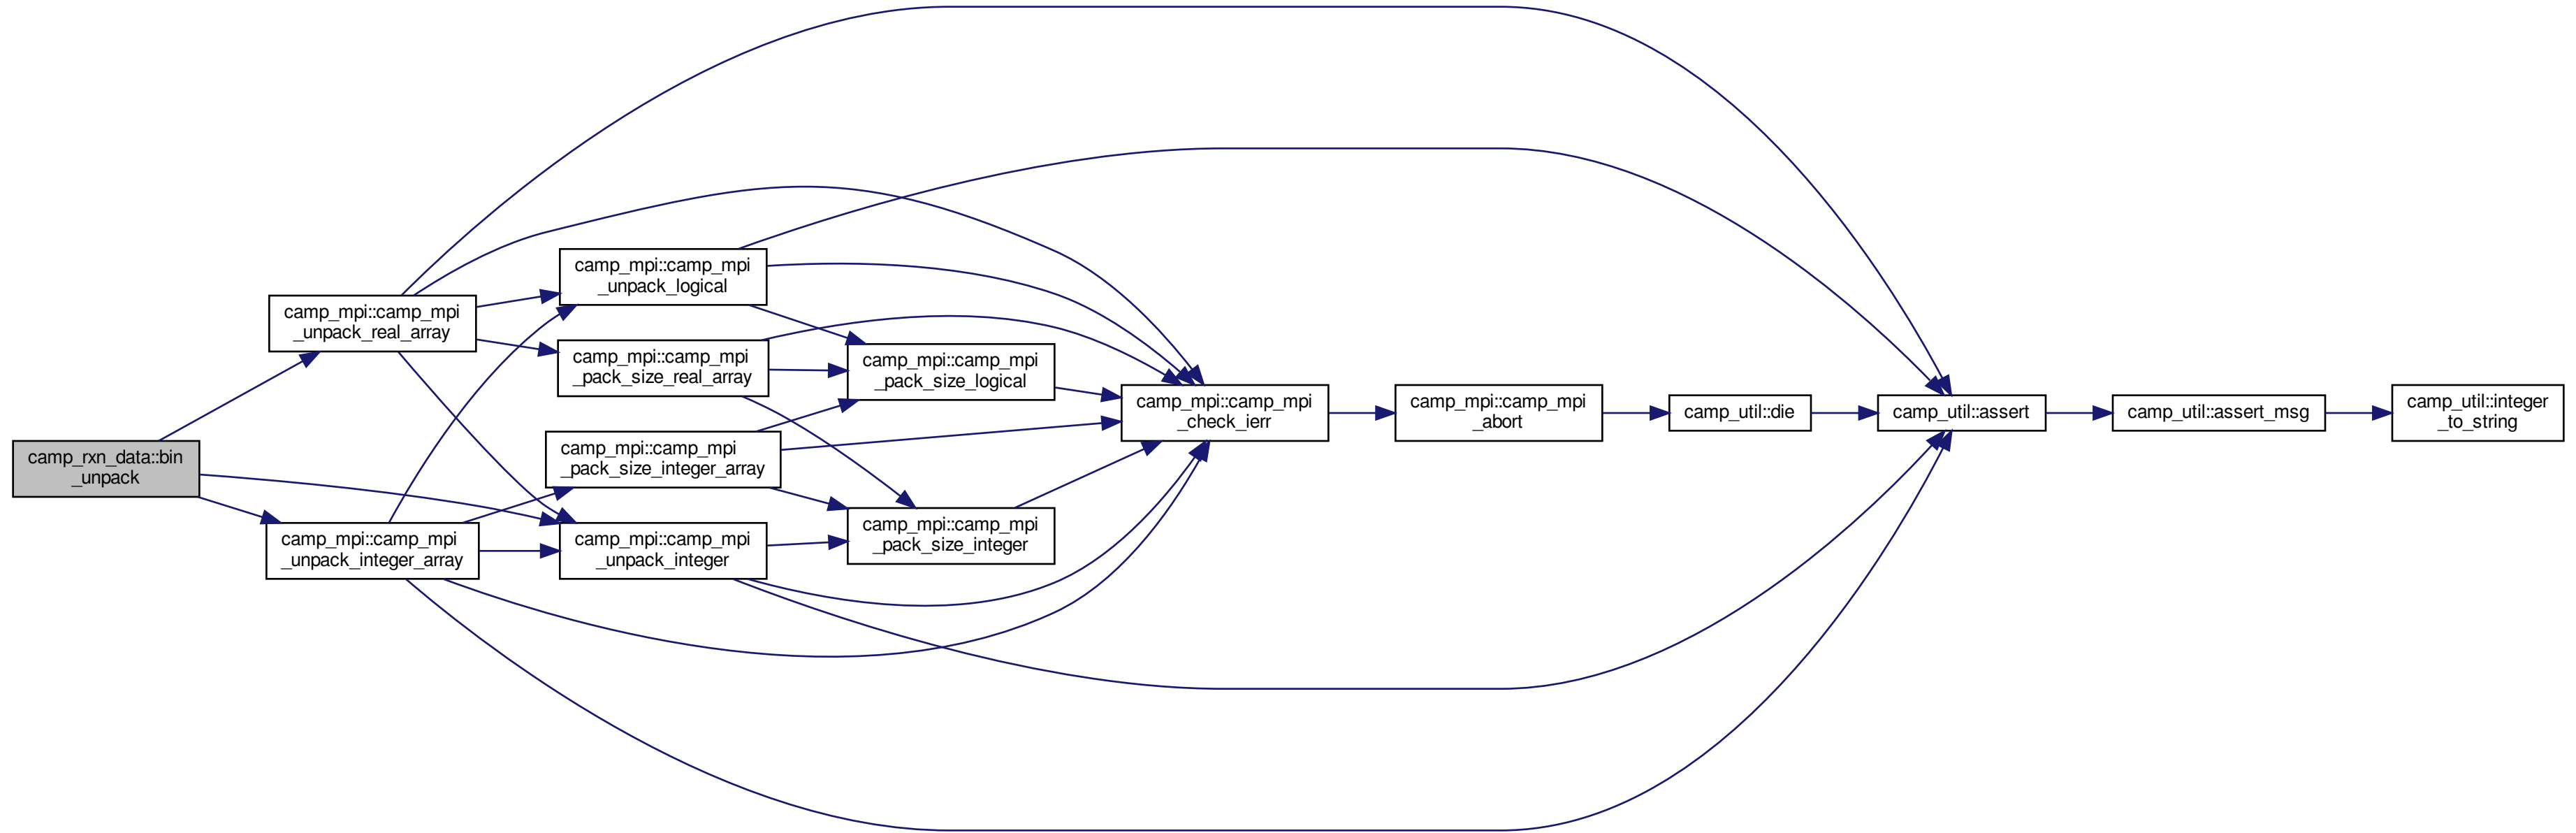 camp_rxn_data::bin
_unpack
camp_mpi::camp_mpi
_unpack_real_array
camp_mpi::camp_mpi
_unpack_integer_array
camp_mpi::camp_mpi
_unpack_logical
camp_mpi::camp_mpi
_pack_size_real_array
camp_mpi::camp_mpi
_pack_size_integer_array
camp_mpi::camp_mpi
_unpack_integer
camp_mpi::camp_mpi
_pack_size_logical
camp_mpi::camp_mpi
_pack_size_integer
camp_mpi::camp_mpi
_check_ierr
camp_mpi::camp_mpi
_abort
camp_util::die
camp_util::assert
camp_util::assert_msg
camp_util::integer
_to_string